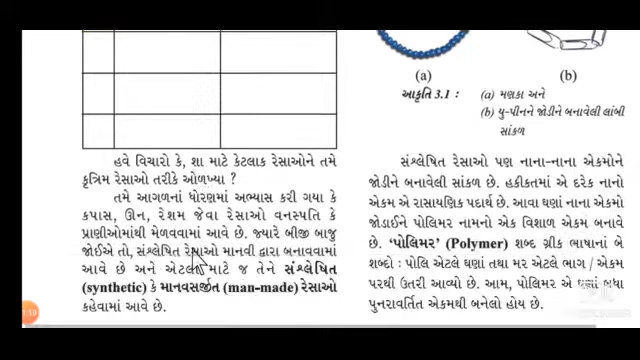 હવે વિચારો કે, શા માટે કેટલાક રેસાઓને તમે
કૃત્રિમ રેસાઓ તરીકે ઓળખ્યા ?
તમે આગળનાં ધોરણમાં અભ્યાસ કરી ગયા કે
કપાસ, ઊન, રેશમ જેવા રેસાઓ વનસ્પતિ કે
પ્રાણીઓમાંથી મેળવવામાં આવે છે. જ્યારે બીજી બાજુ
જોઈએ તો, સંશ્લેષિત રેસાઓ માનવી દ્વારા બનાવવામાં
આવે છે અને એટલા માટે જ તેને સંશ્લેષિત
(synthetic) કે માનવસર્જીત (man-made) રેસાઓ
કહેવામાં આવે છે.
(a) (b)
આકૃતિ 3.1 : (a) મણકા અને
(b) યુ-પીનને જોડીને બનાવેલી લાંબી
સાંકળ
સંશ્લેષિત રેસાઓ પણ નાના-નાના એકમોને
જોડીને બનાવેલી સાંકળ છે. હકીકતમાં એ દરેક નાનો
એકમ એ રાસાયણિક પદાર્થ છે. આવા ઘણાં નાના એકમો
જોડાઈને પોલિમર નામનો એક વિશાળ એકમ બનાવે
છે. ‘પોલિમર’ (Polymer) શબ્દ ગ્રીક ભાષાનાં બે
શબ્દો : પોલિ એટલે ઘણાં તથા મર એટલે ભાગ / એકમ
પરથી ઉતરી આવ્યો છે. આમ, પોલિમર એ ઘણાં બધા
પુનરાવર્તિત એકમથી બનેલો હોય છે.